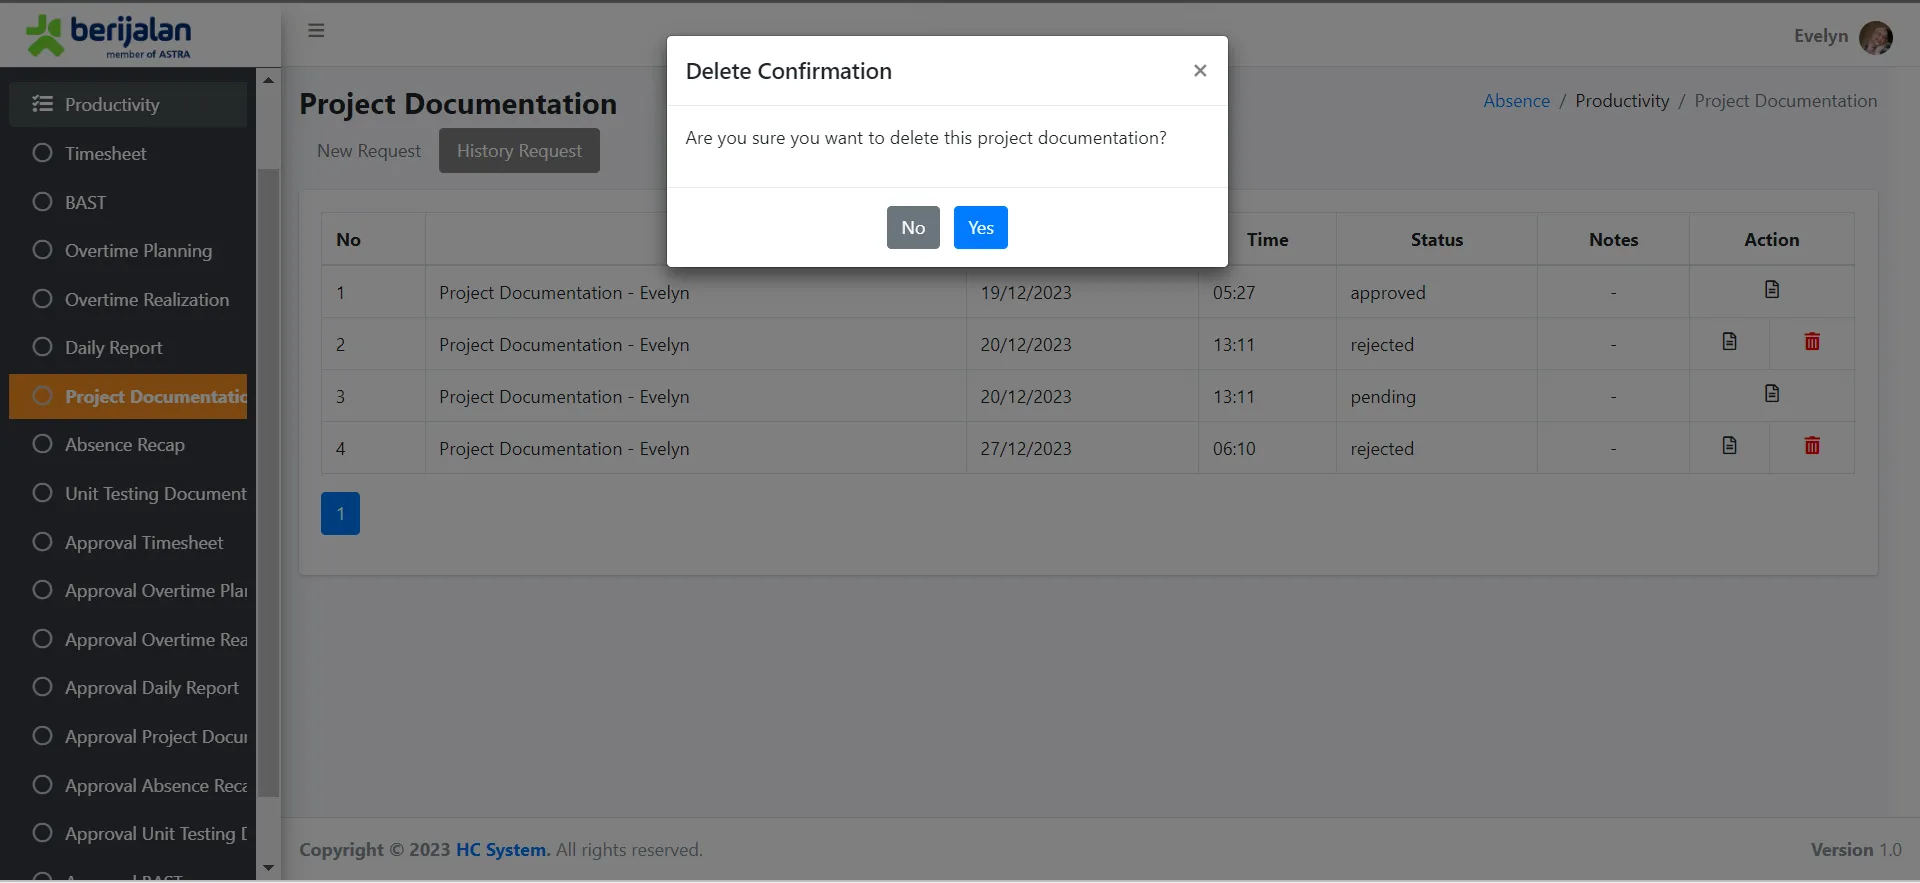 berijalan
member of ASTRA
Evelyn
Delete Confirmation
×
Are you sure you want to delete this project documentation?
No Yes
Productivity
Timesheet
BAST
Overtime Planning
Overtime Realization
Daily Report
Project Documentatio
Absence Recap
Unit Testing Document
Approval Timesheet
Approval Overtime Plan
Approval Overtime Rea
Approval Daily Report
Approval Project Docu
Approval Absence Reca
Approval Unit Testing D
Approval BAST
Project Documentation
Absence / Productivity / Project Documentation
New Request History Request
No Time Status Notes Action
1 Project Documentation - Evelyn 19/12/2023 05:27 approved -
2 Project Documentation - Evelyn 20/12/2023 13:11 rejected -
3 Project Documentation - Evelyn 20/12/2023 13:11 pending -
4 Project Documentation - Evelyn 27/12/2023 06:10 rejected -
1
Copyright © 2023 HC System. All rights reserved.
Version 1.0